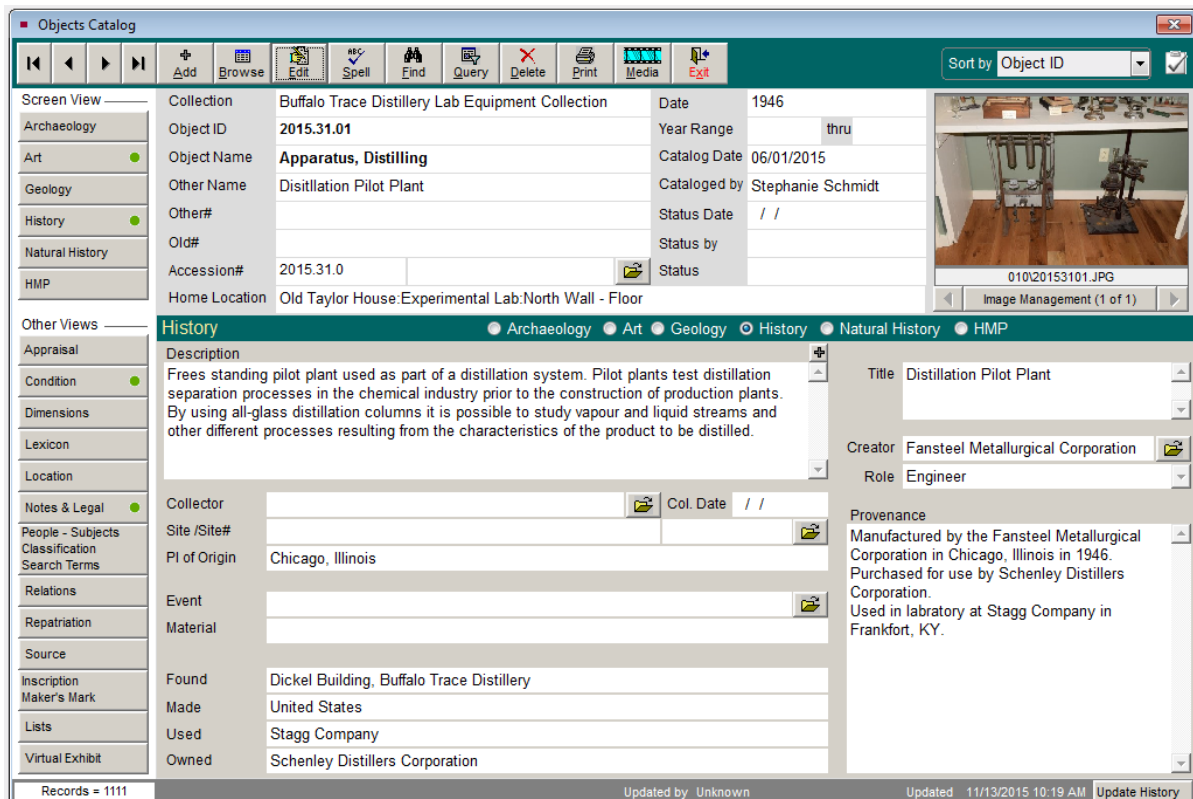 Objects Catalog
Add Browse Edit Spell Find Query Delete Print Media Exit
ABC
Sort by Object ID
Screen View
Archaeology
Art
Geology
History
Natural History
HMP
Collection Buffalo Trace Distillery Lab Equipment Collection
Object ID 2015.31.01
Object Name Apparatus, Distilling
Other Name Disitllation Pilot Plant
Other#
Old#
Accession# 2015.31.0
Home Location Old Taylor House:Experimental Lab:North Wall - Floor
Date 1946
Year Range thru
Catalog Date 06/01/2015
Cataloged by Stephanie Schmidt
Status Date / /
Status by
Status
010\20153101.JPG
Image Management (1 of 1)
Other Views
Appraisal
Condition
Dimensions
Lexicon
Location
Notes & Legal
People - Subjects
Classification
Search Terms
Relations
Repatriation
Source
Inscription
Maker's Mark
Lists
Virtual Exhibit
History Archaeology Art Geology History Natural History HMP
Description
Frees standing pilot plant used as part of a distillation system. Pilot plants test distillation
separation processes in the chemical industry prior to the construction of production plants.
By using all-glass distillation columns it is possible to study vapour and liquid streams and
other different processes resulting from the characteristics of the product to be distilled.
Title Distillation Pilot Plant
Creator Fansteel Metallurgical Corporation
Role Engineer
Collector Col. Date / /
Site /Site#
Pl of Origin Chicago, Illinois
Event
Material
Found Dickel Building, Buffalo Trace Distillery
Made United States
Used Stagg Company
Owned Schenley Distillers Corporation
Provenance
Manufactured by the Fansteel Metallurgical
Corporation in Chicago, Illinois in 1946.
Purchased for use by Schenley Distillers
Corporation.
Used in labratory at Stagg Company in
Frankfort, KY.
Records = 1111
Updated by Unknown
Updated 11/13/2015 10:19 AM
Update History